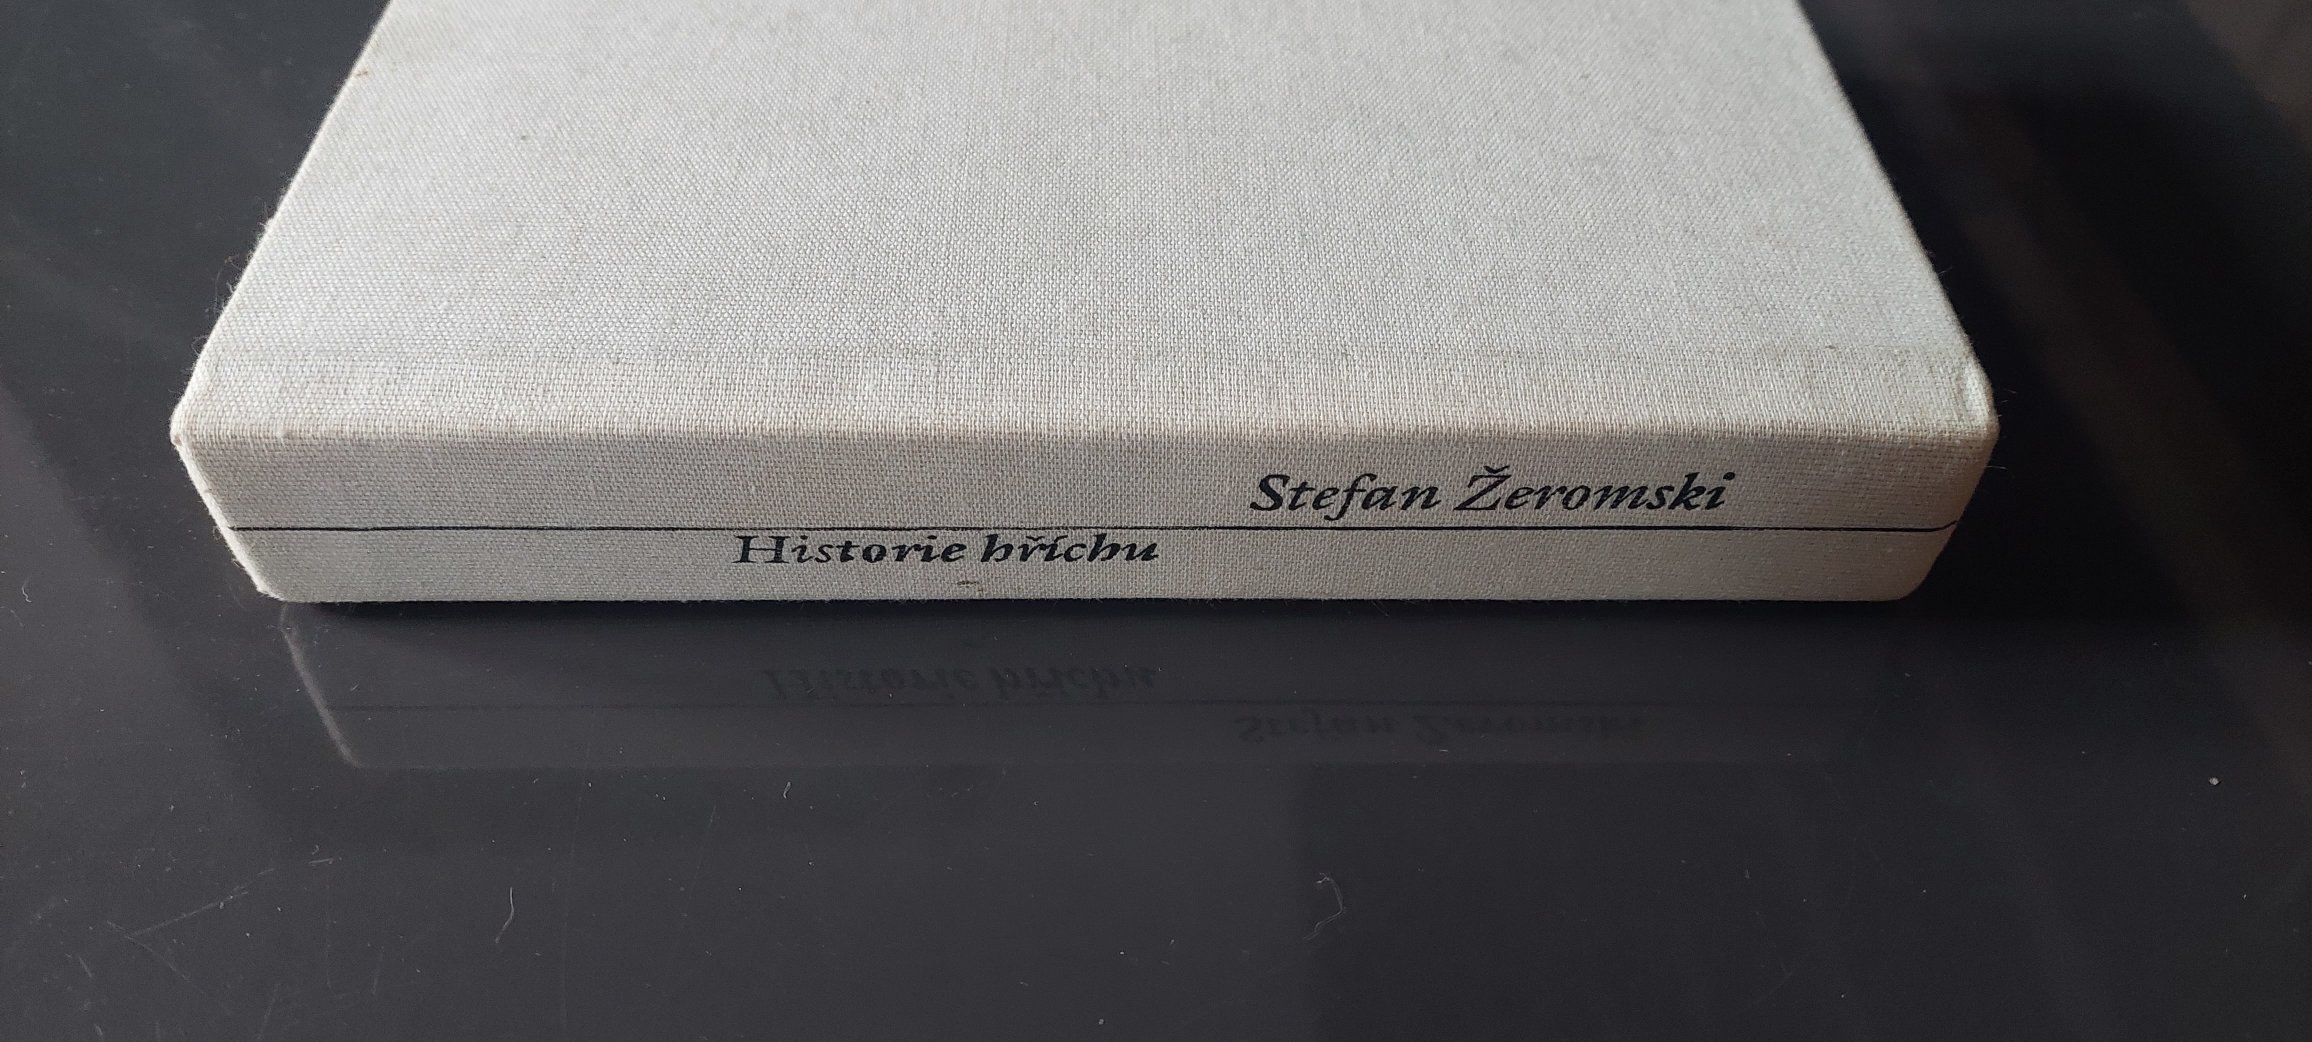 Stefan Žeromski
Historie hříchu